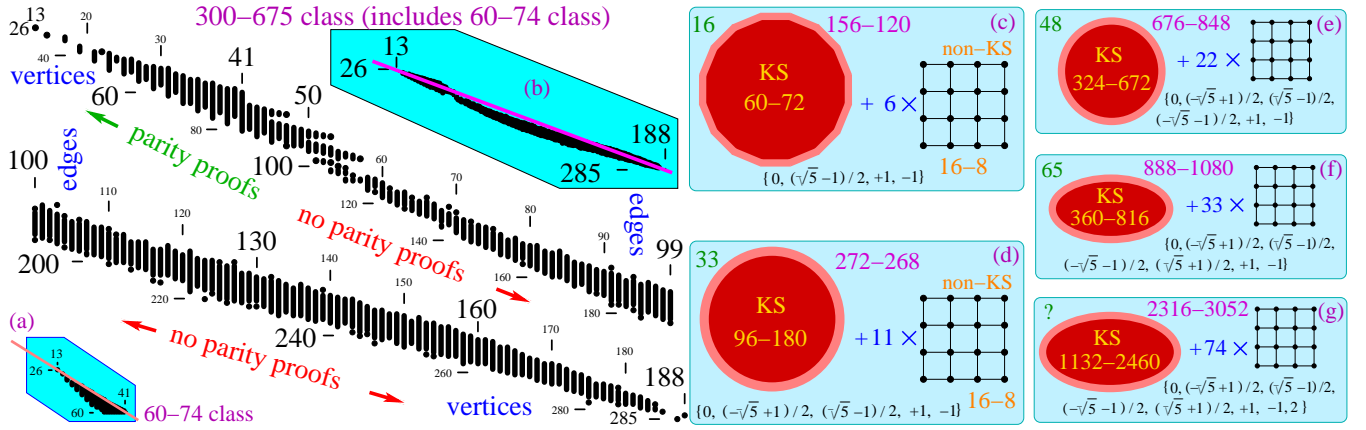 300–675 class (includes 60–74 class)
13
26
20
40
vertices
60
30
41
80
50
100
parity proofs
60
120
no parity proofs
70
140
80
160
90
180
99
edges
(b)
13
26
188
285
100
edges
200
110
120
220
130
240
140
150
260
160
170
280
180
188
285
no parity proofs
vertices
(a)
13
26
41
60
60–74 class
(c)
16
156–120
KS
60–72
+ 6 ×
non–KS
16–8
{0, (√5 −1)/2, +1, −1}
(d)
33
272–268
KS
96–180
+11 ×
non–KS
16–8
{0, (−√5 +1)/2, (√5 −1)/2, +1, −1}
(e)
48
676–848
KS
324–672
+ 22 ×
{0, (−√5 +1)/2, (√5 −1)/2,
(−√5 −1)/2, +1, −1}
(f)
65
888–1080
KS
360–816
+33 ×
{0, (−√5 +1)/2, (√5 −1)/2,
(−√5 −1)/2, (√5 +1)/2, +1, −1}
(g)
?
2316–3052
KS
1132–2460
+74 ×
{0, (−√5 +1)/2, (√5 −1)/2,
(−√5 −1)/2, (√5 +1)/2, +1, −1, 2 }